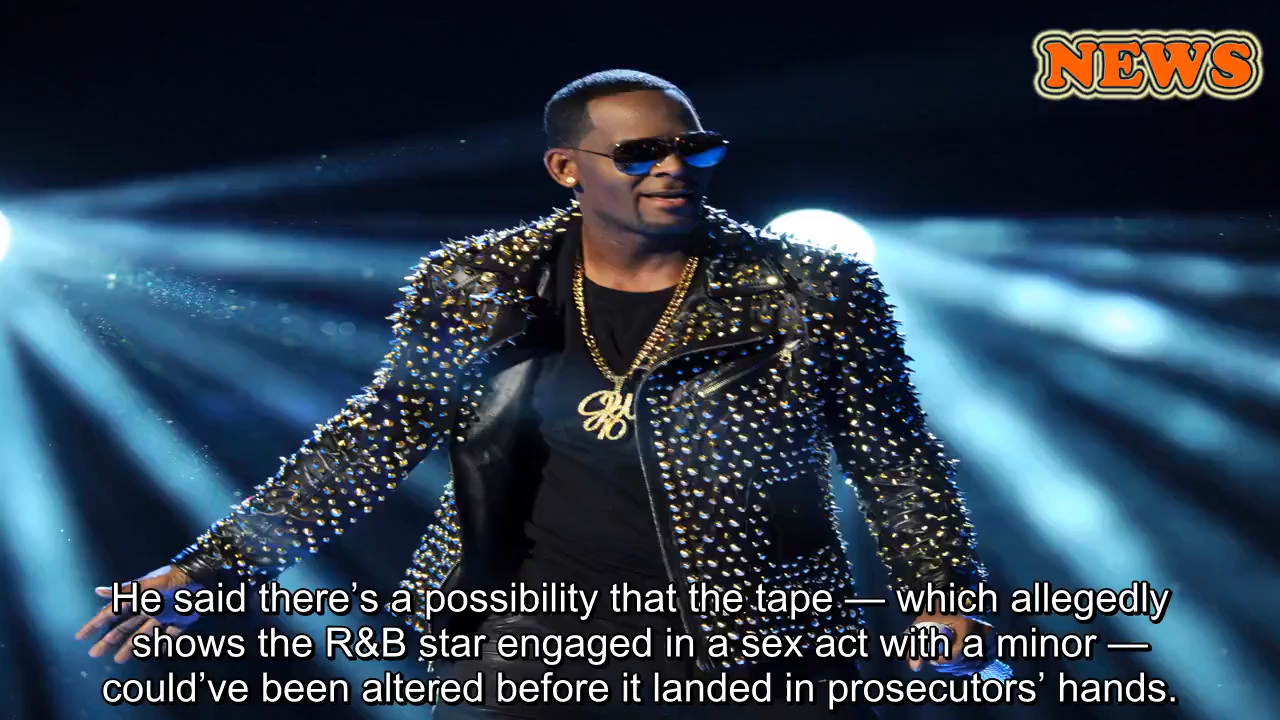 NEWS
He said there’s a possibility that the tape — which allegedly
shows the R&B star engaged in a sex act with a minor —
could’ve been altered before it landed in prosecutors’ hands.